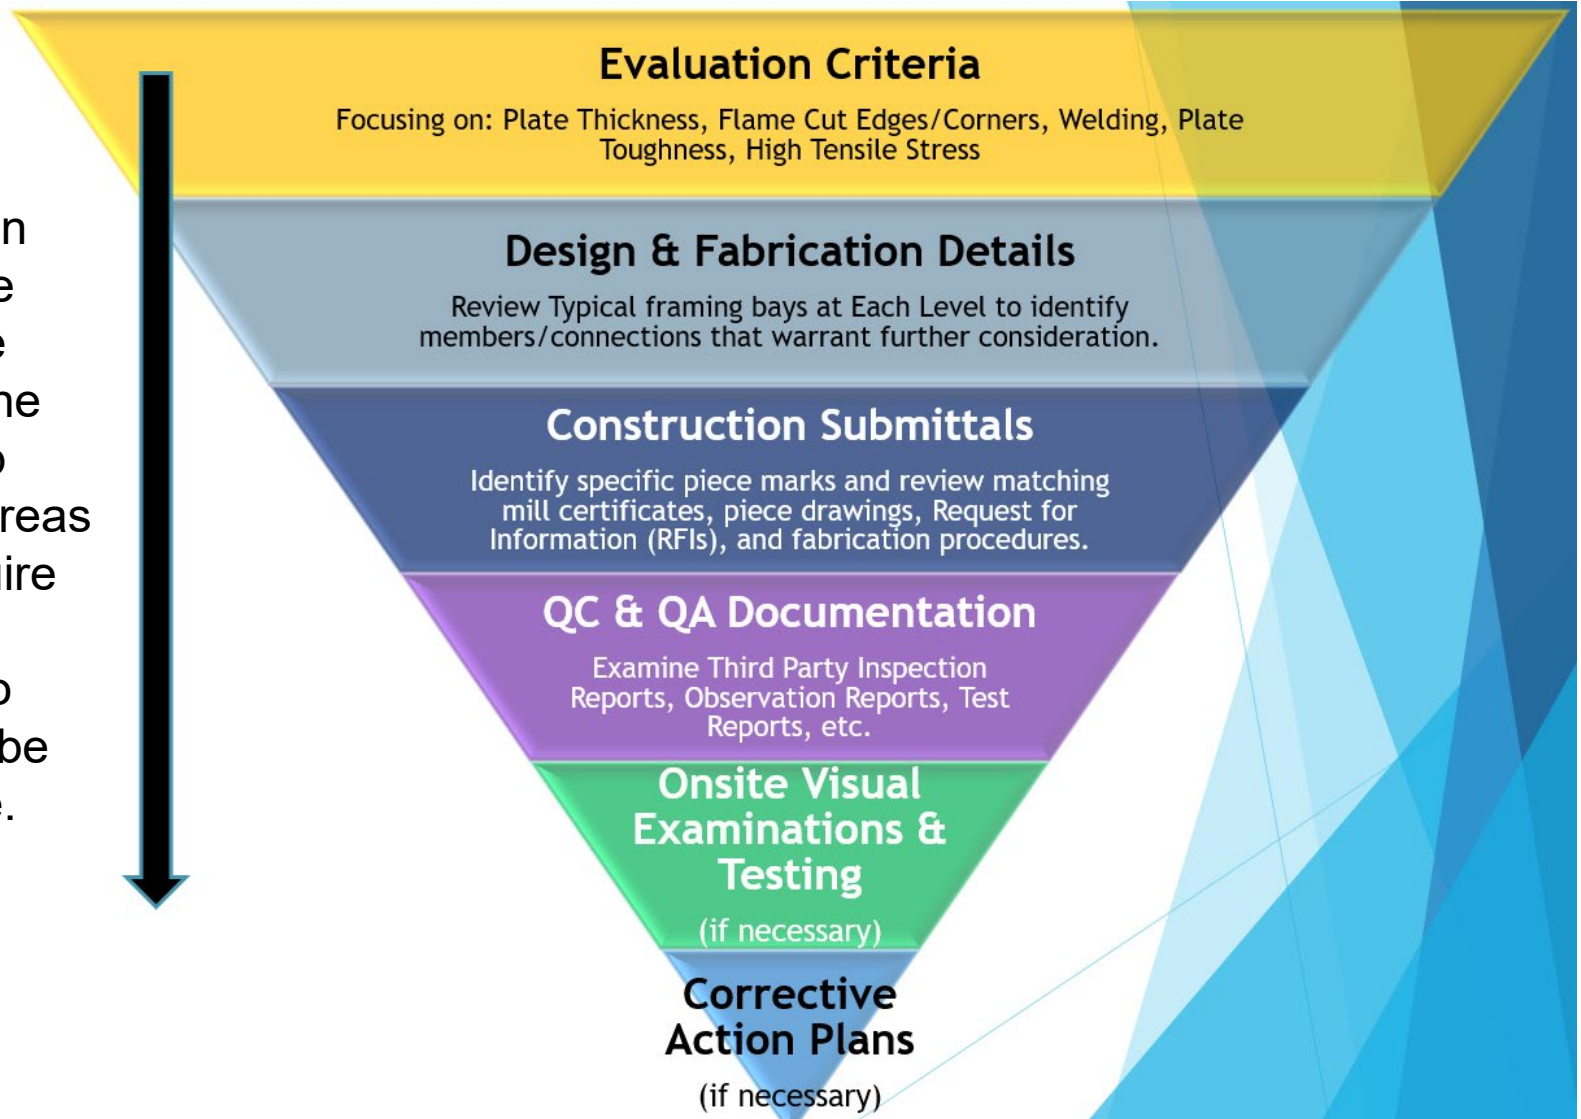 n
e
e
ne
o
reas
ire
o
be
e.
Evaluation Criteria
Focusing on: Plate Thickness, Flame Cut Edges/Corners, Welding, Plate
Toughness, High Tensile Stress
Design & Fabrication Details
Review Typical framing bays at Each Level to identify
members/connections that warrant further consideration.
Construction Submittals
Identify specific piece marks and review matching
mill certificates, piece drawings, Request for
Information (RFIs), and fabrication procedures.
QC & QA Documentation
Examine Third Party Inspection
Reports, Observation Reports, Test
Reports, etc.
Onsite Visual
Examinations &
Testing
(if necessary)
Corrective
Action Plans
(if necessary)